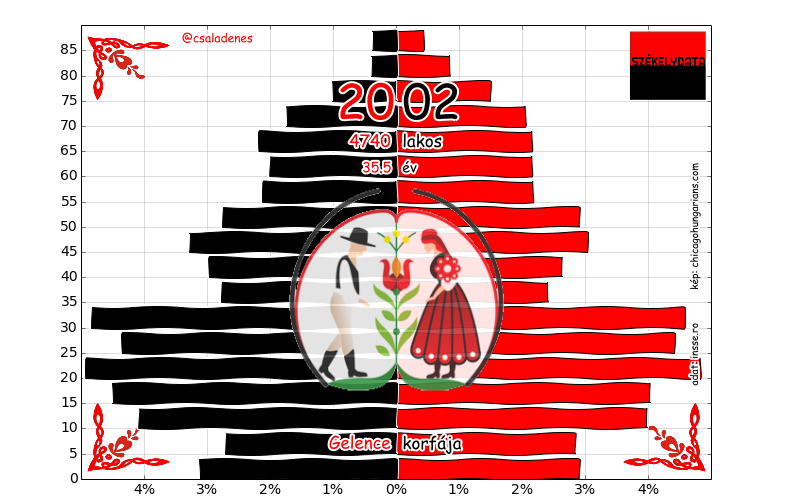 @csaladenes
SZÉKELYDATA
2002
4740 lakos
35.5 év
kép: chicagohungarians.com
adat: insse.ro
Gelence korfája
85
80
75
70
65
60
55
50
45
40
35
30
25
20
15
10
5
0
4% 3% 2% 1% 0% 1% 2% 3% 4%